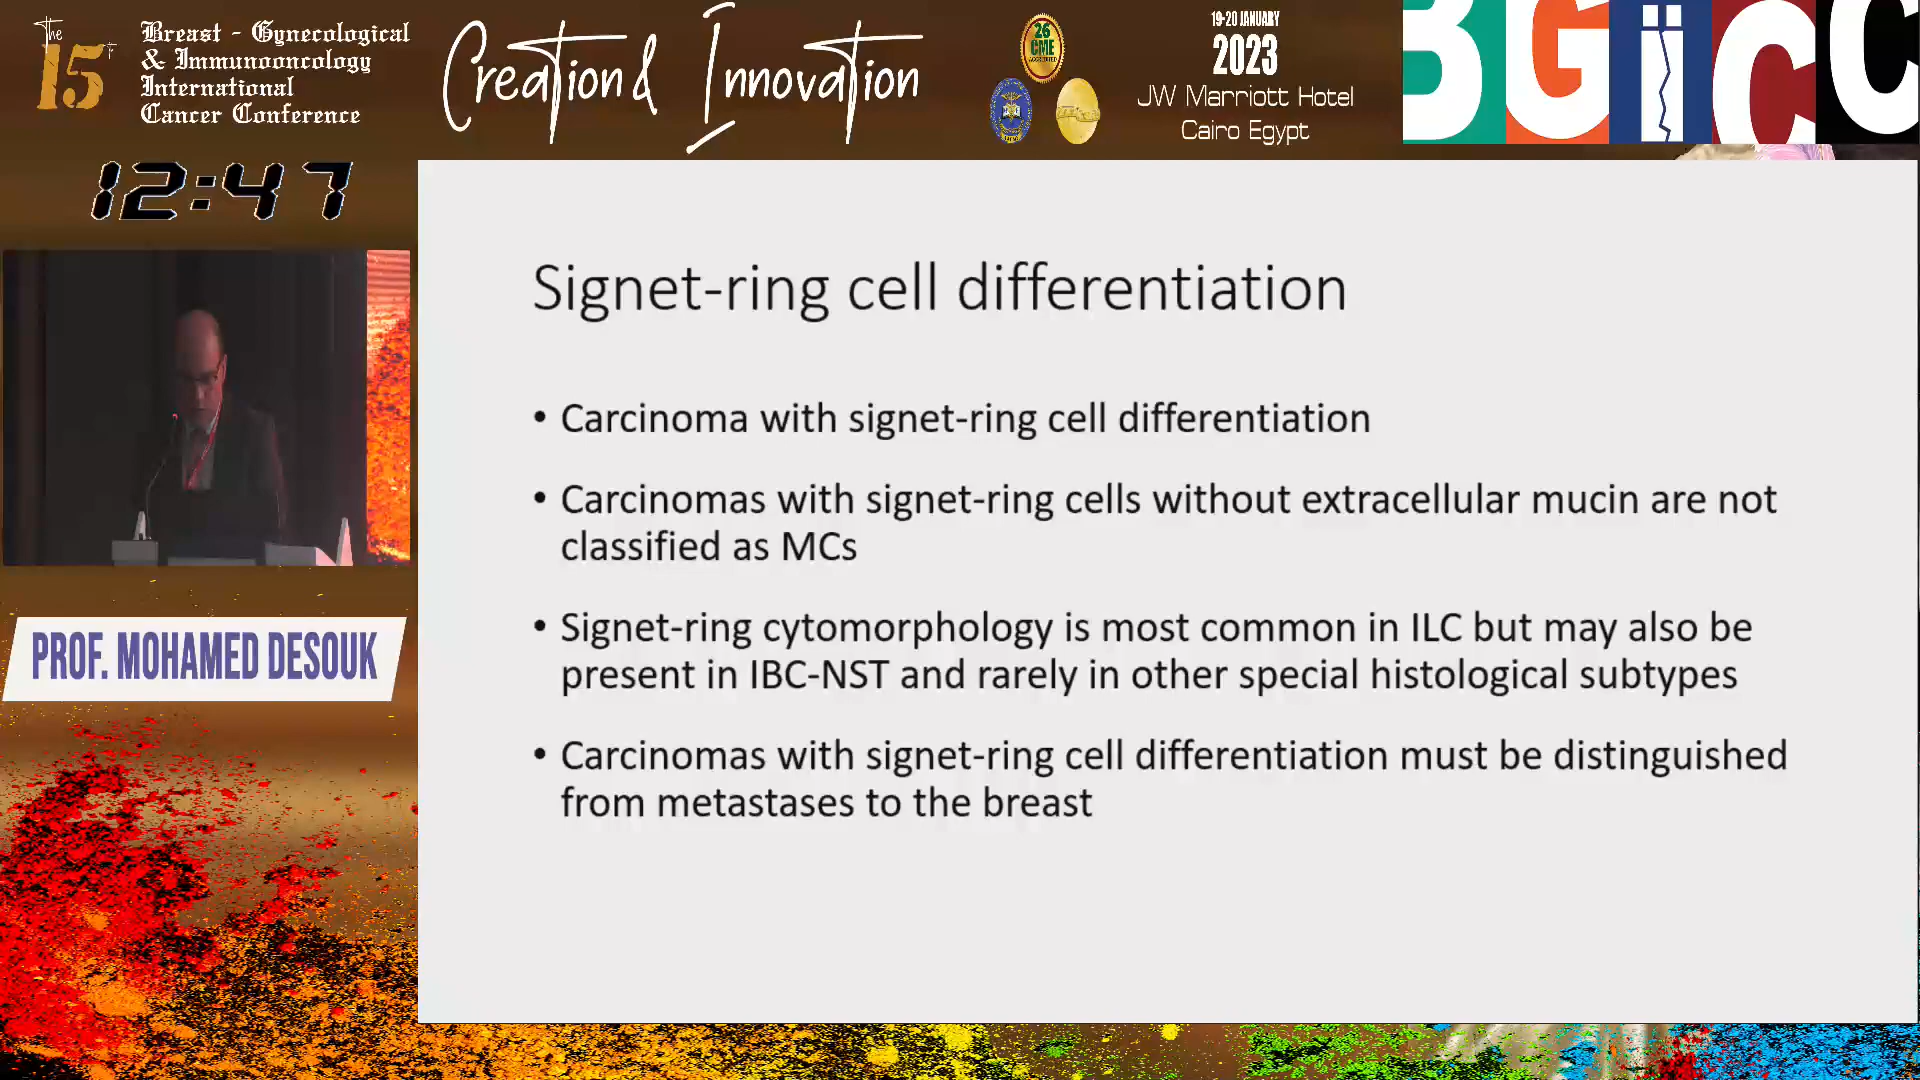 The
15
Breast - Gynecological
& Immunooncology
International
Cancer Conference
Creation & Innovation
26
CME
ACCREDITED
19-20 JANUARY
2023
JW Marriott Hotel
Cairo Egypt
BGiCC
12:47
PROF. MOHAMED DESOUK
Signet-ring cell differentiation
• Carcinoma with signet-ring cell differentiation
• Carcinomas with signet-ring cells without extracellular mucin are not
classified as MCs
• Signet-ring cytomorphology is most common in ILC but may also be
present in IBC-NST and rarely in other special histological subtypes
• Carcinomas with signet-ring cell differentiation must be distinguished
from metastases to the breast